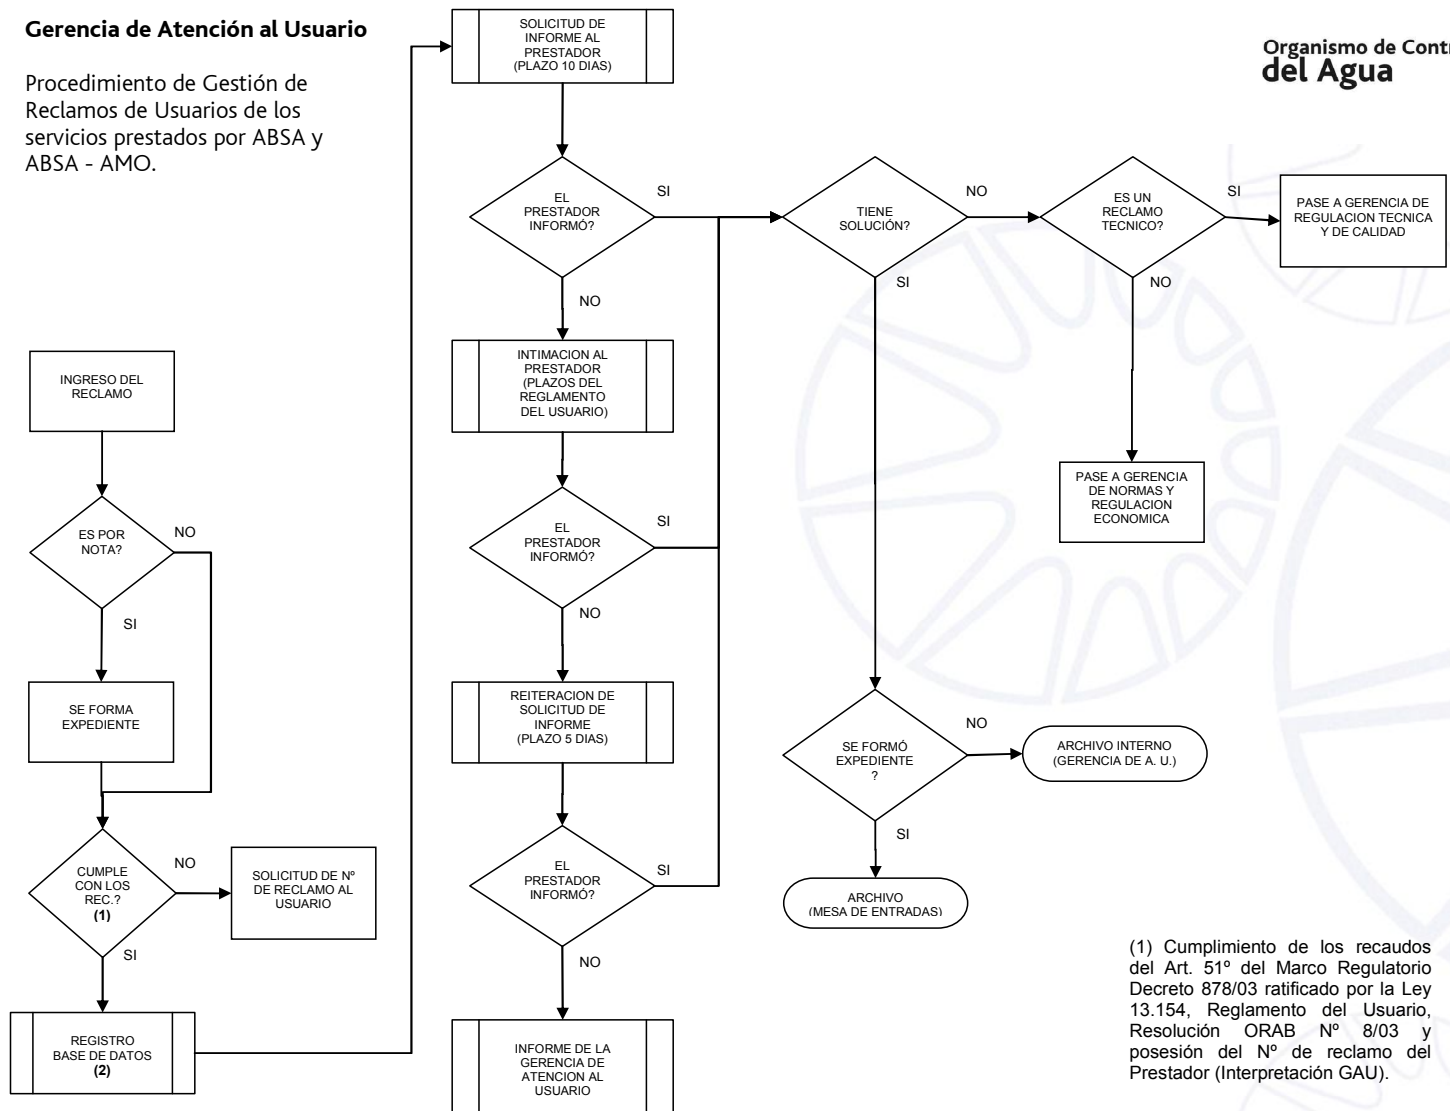 Gerencia de Atención al Usuario
Procedimiento de Gestión de
Reclamos de Usuarios de los
servicios prestados por ABSA y
ABSA - AMO.
Organismo de Contr
del Agua
INGRESO DEL
RECLAMO
ES POR
NOTA?
NO
SI
SE FORMA
EXPEDIENTE
CUMPLE
CON LOS
REC.?
(1)
NO
SOLICITUD DE Nº
DE RECLAMO AL
USUARIO
SI
REGISTRO
BASE DE DATOS
(2)
SOLICITUD DE
INFORME AL
PRESTADOR
(PLAZO 10 DIAS)
EL
PRESTADOR
INFORMÓ?
SI
NO
INTIMACION AL
PRESTADOR
(PLAZOS DEL
REGLAMENTO
DEL USUARIO)
EL
PRESTADOR
INFORMÓ?
SI
NO
REITERACION DE
SOLICITUD DE
INFORME
(PLAZO 5 DIAS)
EL
PRESTADOR
INFORMÓ?
SI
NO
INFORME DE LA
GERENCIA DE
ATENCION AL
USUARIO
TIENE
SOLUCIÓN?
NO
SI
ES UN
RECLAMO
TECNICO?
SI
NO
PASE A GERENCIA DE
REGULACION TECNICA
Y DE CALIDAD
PASE A GERENCIA
DE NORMAS Y
REGULACION
ECONOMICA
SE FORMÓ
EXPEDIENTE
?
NO
SI
ARCHIVO INTERNO
(GERENCIA DE A. U.)
ARCHIVO
(MESA DE ENTRADAS)
(1) Cumplimiento de los recaudos
del Art. 51º del Marco Regulatorio
Decreto 878/03 ratificado por la Ley
13.154, Reglamento del Usuario,
Resolución ORAB Nº 8/03 y
posesión del Nº de reclamo del
Prestador (Interpretación GAU).